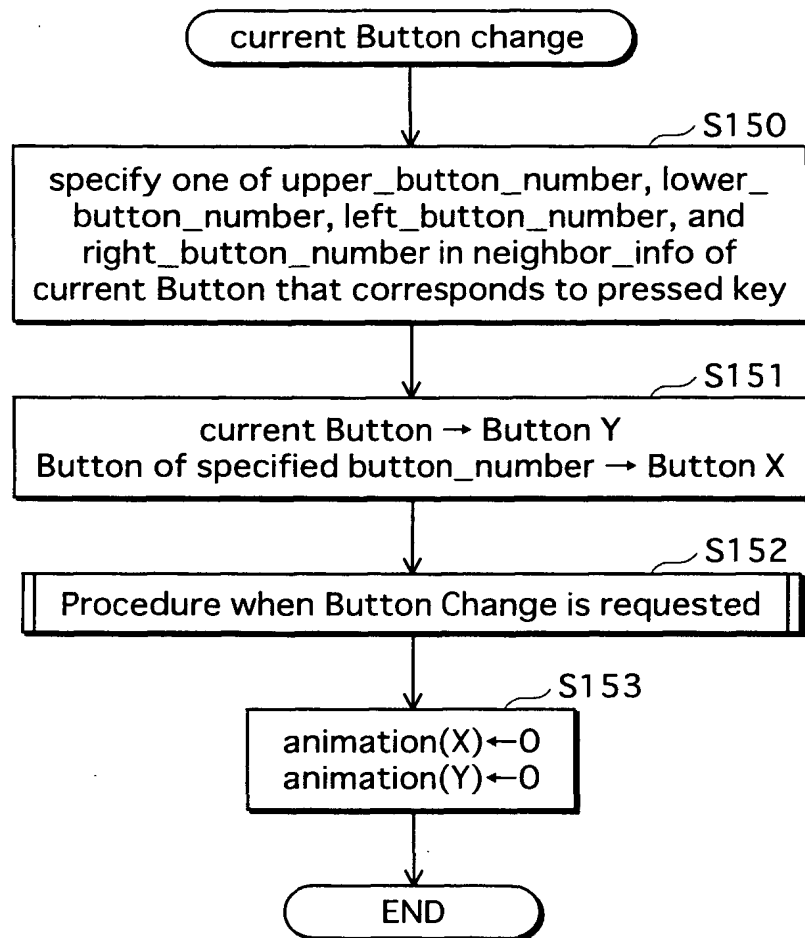 current Button change
S150
specify one of upper_button_number, lower_
button_number, left_button_number, and
right_button_number in neighbor_info of
current Button that corresponds to pressed key
S151
current Button → Button Y
Button of specified button_number → Button X
S152
Procedure when Button Change is requested
S153
animation(X)←0
animation(Y)←0
END